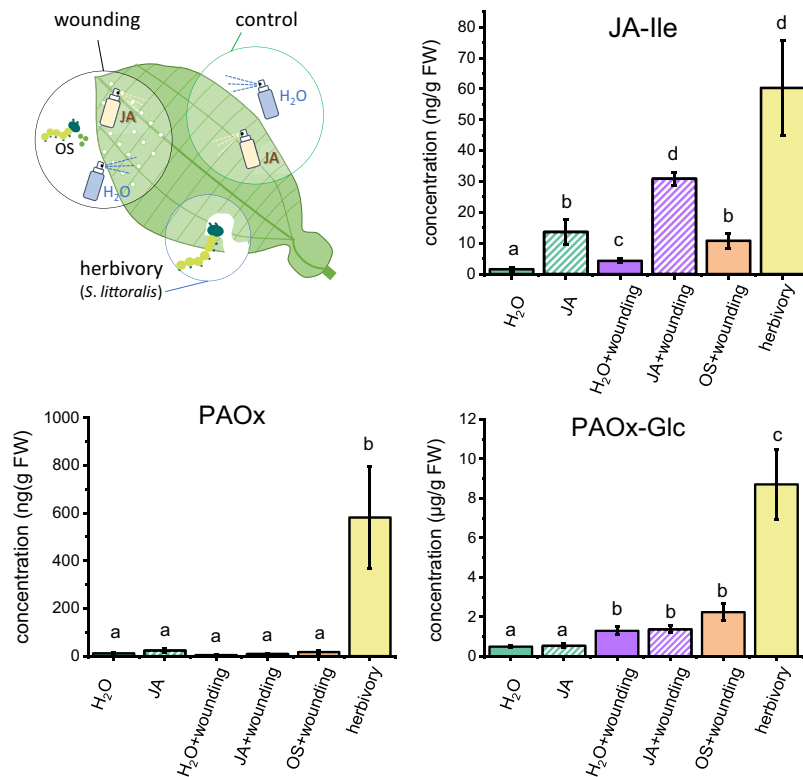 wounding
control
H₂O
JA
OS
H₂O
JA
herbivory
(S. littoralis)
JA-Ile
concentration (ng/g FW)
80
70
60
50
40
30
20
10
0
a
b
c
d
b
d
H₂O
JA
H₂O+wounding
JA+wounding
OS+wounding
herbivory
PAOx
concentration (ng(g FW)
1000
800
600
400
200
0
a
a
a
a
a
b
H₂O
JA
H₂O+wounding
JA+wounding
OS+wounding
herbivory
PAOx-Glc
concentration (µg/g FW)
12
10
8
6
4
2
0
a
a
b
b
b
c
H₂O
JA
H₂O+wounding
JA+wounding
OS+wounding
herbivory